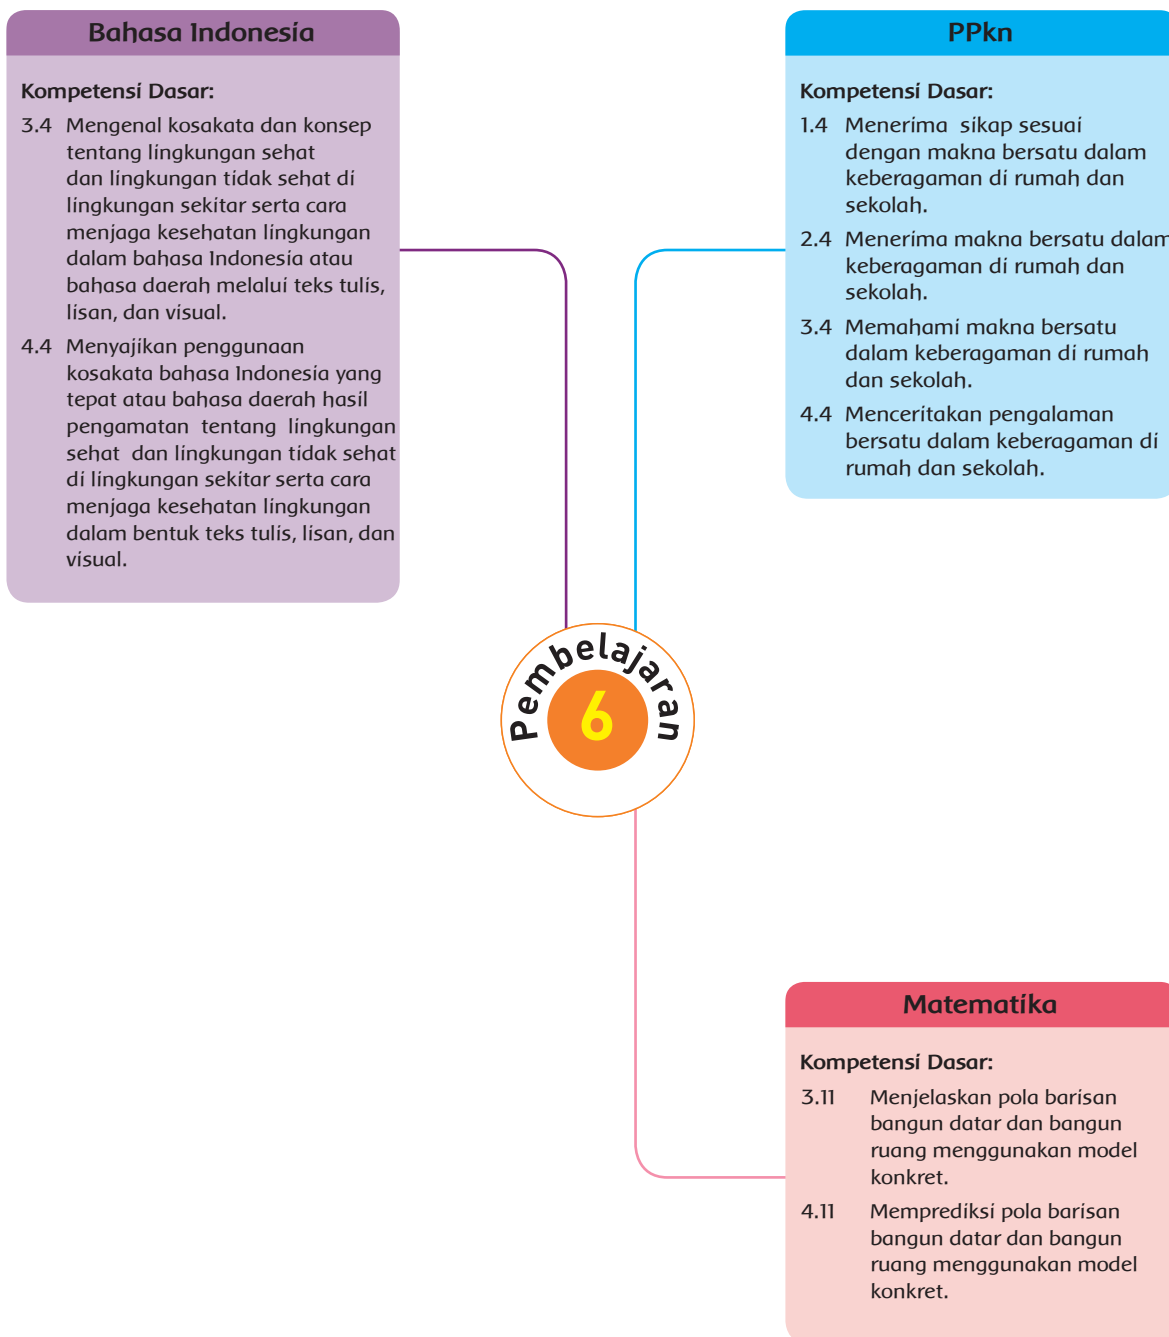 Bahasa Indonesia
Kompetensi Dasar:
3.4 Mengenal kosakata dan konsep
tentang lingkungan sehat
dan lingkungan tidak sehat di
lingkungan sekitar serta cara
menjaga kesehatan lingkungan
dalam bahasa Indonesia atau
bahasa daerah melalui teks tulis,
lisan, dan visual.
4.4 Menyajikan penggunaan
kosakata bahasa Indonesia yang
tepat atau bahasa daerah hasil
pengamatan tentang lingkungan
sehat dan lingkungan tidak sehat
di lingkungan sekitar serta cara
menjaga kesehatan lingkungan
dalam bentuk teks tulis, lisan, dan
visual.
PPkn
Kompetensi Dasar:
1.4 Menerima sikap sesuai
dengan makna bersatu dalam
keberagaman di rumah dan
sekolah.
2.4 Menerima makna bersatu dalam
keberagaman di rumah dan
sekolah.
3.4 Memahami makna bersatu
dalam keberagaman di rumah
dan sekolah.
4.4 Menceritakan pengalaman
bersatu dalam keberagaman di
rumah dan sekolah.
Pembelajaran
6
Matematika
Kompetensi Dasar:
3.11 Menjelaskan pola barisan
bangun datar dan bangun
ruang menggunakan model
konkret.
4.11 Memprediksi pola barisan
bangun datar dan bangun
ruang menggunakan model
konkret.